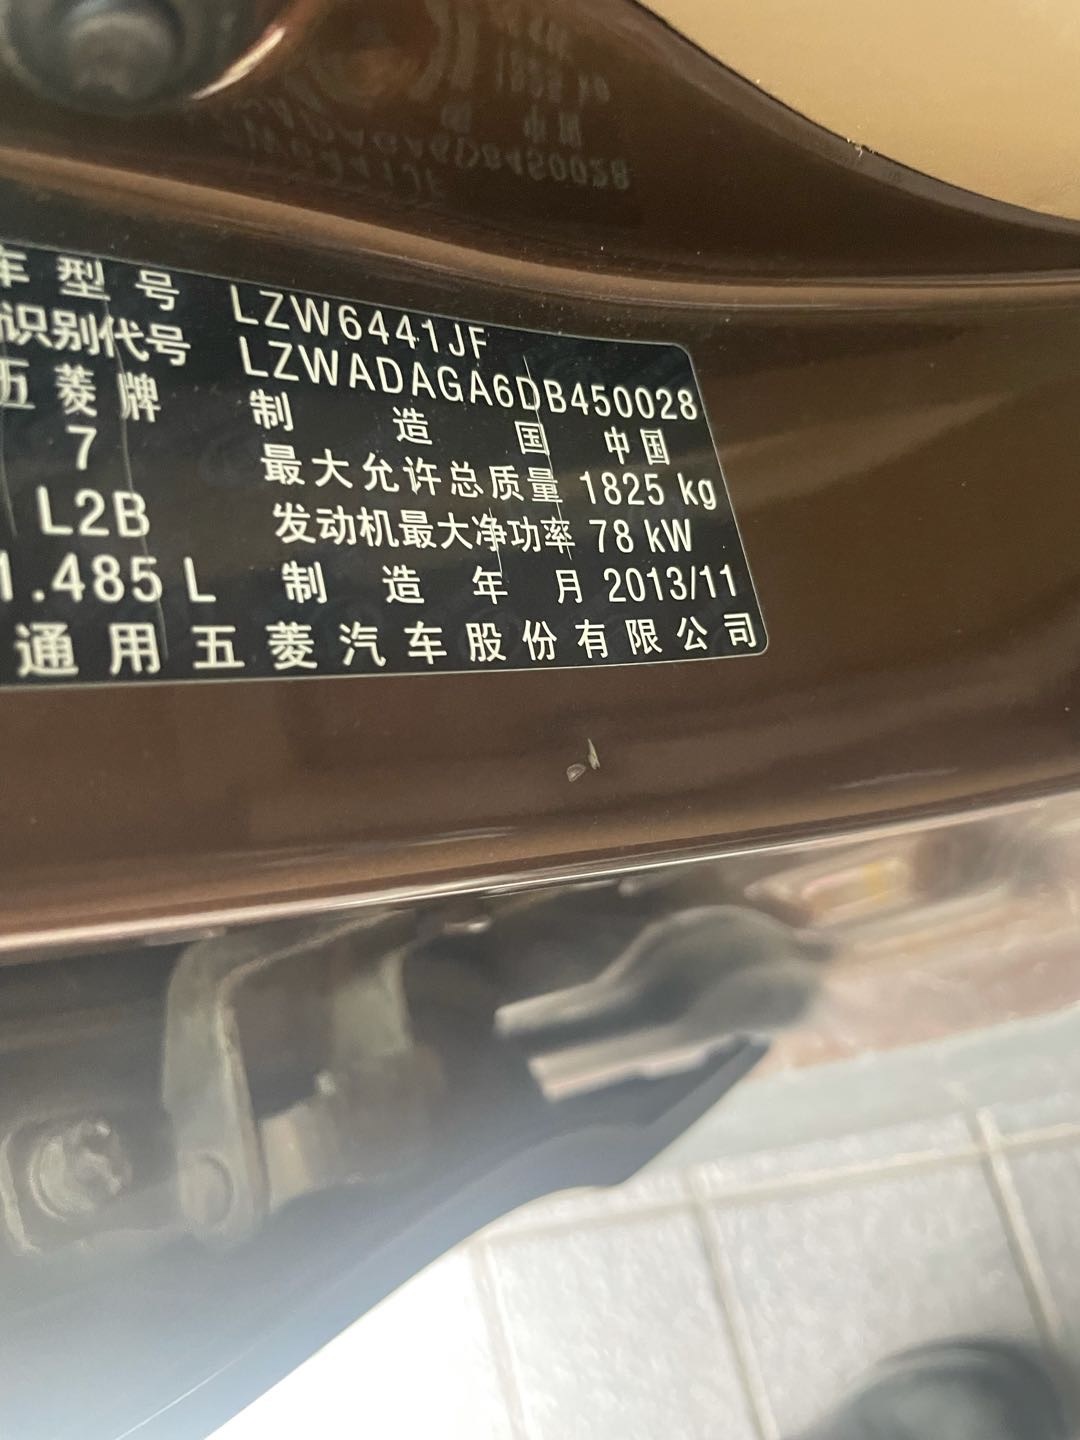 车型号 LZW6441JF
识别代号 LZWADAGA6DB450028
五菱牌 制造国 中国
7 最大允许总质量 1825 kg
L2B 发动机最大净功率 78 kW
1.485 L 制造年月 2013/11
通用五菱汽车股份有限公司